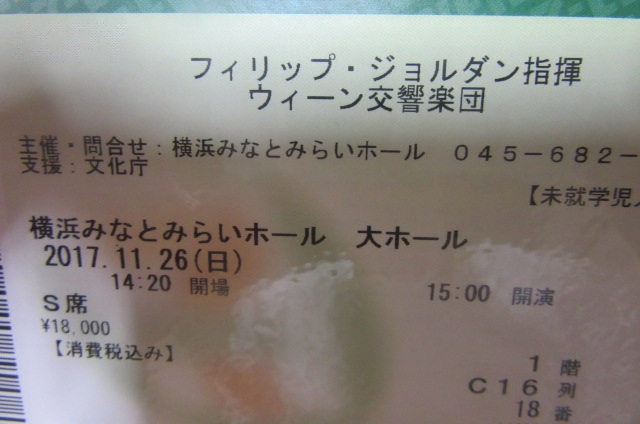 フィリップ・ジョルダン指揮
ウィーン交響楽団
主催・問合せ：横浜みなとみらいホール ０４５－６８２－
支援：文化庁
【未就学児
横浜みなとみらいホール 大ホール
2017.11.26(日)
14:20 開場 15:00 開演
Ｓ席
¥18,000
【消費税込み】
１ 階
Ｃ１６ 列
18 番